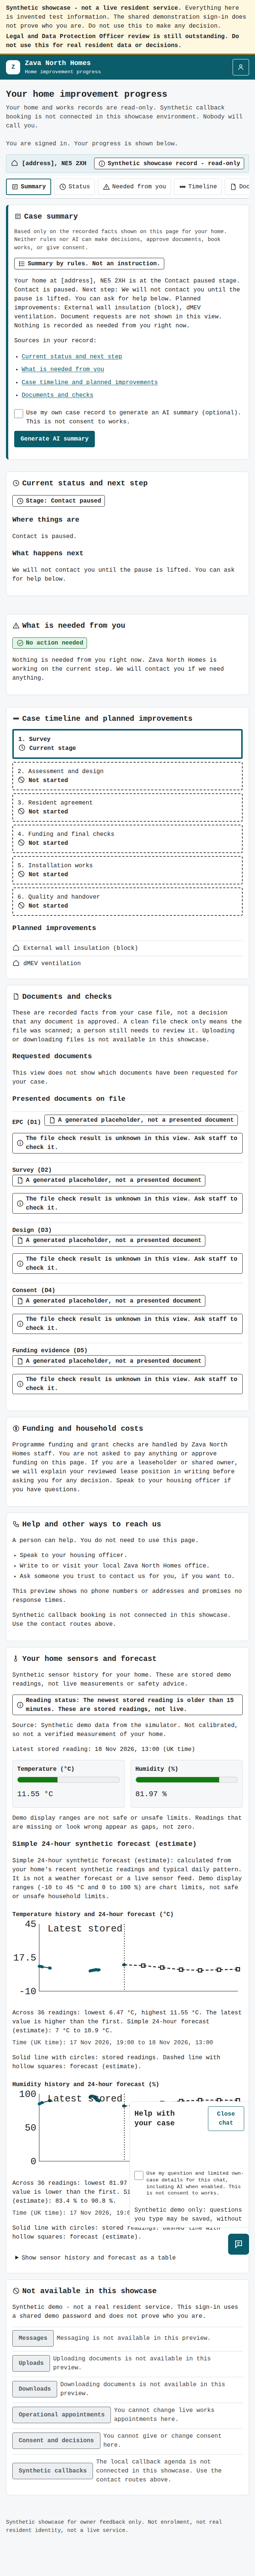 Synthetic showcase - not a live resident service. Everything here
is invented test information. The shared demonstration sign-in does
not prove who you are. Do not use this to make a decision.
Legal and Data Protection Officer review is still outstanding. Do
not use this for real resident data or decisions.
Z
Zava North Homes
Home improvement progress
Your home improvement progress
Your home and works records are read-only. Synthetic callback
booking is not connected in this showcase environment. Nobody will
call you.
You are signed in. Your progress is shown below.
[address], NE5 2XH
Synthetic showcase record - read-only
Summary
Status
Needed from you
Timeline
Doc
Case summary
Based only on the recorded facts shown on this page for your home.
Neither rules nor AI can make decisions, approve documents, book
works, or give consent.
Summary by rules. Not an instruction.
Your home at [address], NE5 2XH is at the Contact paused stage.
Contact is paused. Next step: We will not contact you until the
pause is lifted. You can ask for help below. Planned
improvements: External wall insulation (block), dMEV
ventilation. Document requests are not shown in this view.
Nothing is recorded as needed from you right now.
Sources in your record:
• Current status and next step
• What is needed from you
• Case timeline and planned improvements
• Documents and checks
Use my own case record to generate an AI summary (optional).
This is not consent to works.
Generate AI summary
Current status and next step
Stage: Contact paused
Where things are
Contact is paused.
What happens next
We will not contact you until the pause is lifted. You can ask
for help below.
What is needed from you
No action needed
Nothing is needed from you right now. Zava North Homes is
working on the current step. We will contact you if we need
anything.
Case timeline and planned improvements
1. Survey
Current stage
2. Assessment and design
Not started
3. Resident agreement
Not started
4. Funding and final checks
Not started
5. Installation works
Not started
6. Quality and handover
Not started
Planned improvements
External wall insulation (block)
dMEV ventilation
Documents and checks
These are recorded facts from your case file, not a decision
that any document is approved. A clean file check only means the
file was scanned; a person still needs to review it. Uploading
or downloading files is not available in this showcase.
Requested documents
This view does not show which documents have been requested for
your case.
Presented documents on file
EPC (D1)
A generated placeholder, not a presented document
The file check result is unknown in this view. Ask staff to
check it.
Survey (D2)
A generated placeholder, not a presented document
The file check result is unknown in this view. Ask staff to
check it.
Design (D3)
A generated placeholder, not a presented document
The file check result is unknown in this view. Ask staff to
check it.
Consent (D4)
A generated placeholder, not a presented document
The file check result is unknown in this view. Ask staff to
check it.
Funding evidence (D5)
A generated placeholder, not a presented document
The file check result is unknown in this view. Ask staff to
check it.
Funding and household costs
Programme funding and grant checks are handled by Zava North
Homes staff. You are not asked to pay anything or approve
funding on this page. If you are a leaseholder or shared owner,
we will explain your reviewed lease position in writing before
asking you for any decision. Speak to your housing officer if
you have questions.
Help and other ways to reach us
A person can help. You do not need to use this page.
• Speak to your housing officer.
• Write to or visit your local Zava North Homes office.
• Ask someone you trust to contact us for you, if you want to.
This preview shows no phone numbers or addresses and promises no
response times.
Synthetic callback booking is not connected in this showcase.
Use the contact routes above.
Your home sensors and forecast
Synthetic sensor history for your home. These are stored demo
readings, not live measurements or safety advice.
Reading status: The newest stored reading is older than 15
minutes. These are stored readings, not live.
Source: Synthetic demo data from the simulator. Not calibrated,
so not a verified measurement of your home.
Latest stored reading: 18 Nov 2026, 13:00 (UK time)
Temperature (°C)
11.55 °C
Humidity (%)
81.97 %
Demo display ranges are not safe or unsafe limits. Readings that
are missing or look wrong appear as gaps, not zero.
Simple 24-hour synthetic forecast (estimate)
Simple 24-hour synthetic forecast (estimate): calculated from
your home's recent synthetic readings and typical daily pattern.
It is not a weather forecast or a live sensor feed. Demo display
ranges (-10 to 45 °C and 0 to 100 %) are chart limits, not safe
or unsafe household limits.
Temperature history and 24-hour forecast (°C)
45
Latest stored
17.5
-10
Across 36 readings: lowest 6.47 °C, highest 11.55 °C. The latest
value is higher than the first. Simple 24-hour forecast
(estimate): 7 °C to 10.9 °C.
Time (UK time): 17 Nov 2026, 19:00 to 18 Nov 2026, 13:00
Solid line with circles: stored readings. Dashed line with
hollow squares: forecast (estimate).
Humidity history and 24-hour forecast (%)
100
Latest stored
50
0
Across 36 readings: lowest 81.97
value is lower than the first. Si
(estimate): 83.4 % to 90.8 %.
Time (UK time): 17 Nov 2026, 19:0
Solid line with circles: stored readings. Dashed line with
hollow squares: forecast (estimate).
Help with
your case
Close
chat
Use my question and limited own-
case details for this chat,
including AI when enabled. This
is not consent to works.
Synthetic demo only: questions
you type may be saved, without
Show sensor history and forecast as a table
Not available in this showcase
Synthetic demo - not a real resident service. This sign-in uses
a shared demo password and does not prove who you are.
Messages
Messaging is not available in this preview.
Uploads
Uploading documents is not available in this
preview.
Downloads
Downloading documents is not available in this
preview.
Operational appointments
You cannot change live works
appointments here.
Consent and decisions
You cannot give or change consent
here.
Synthetic callbacks
The local callback agenda is not
connected in this showcase. Use the
contact routes above.
Synthetic showcase for owner feedback only. Not enrolment, not real
resident identity, not a live service.